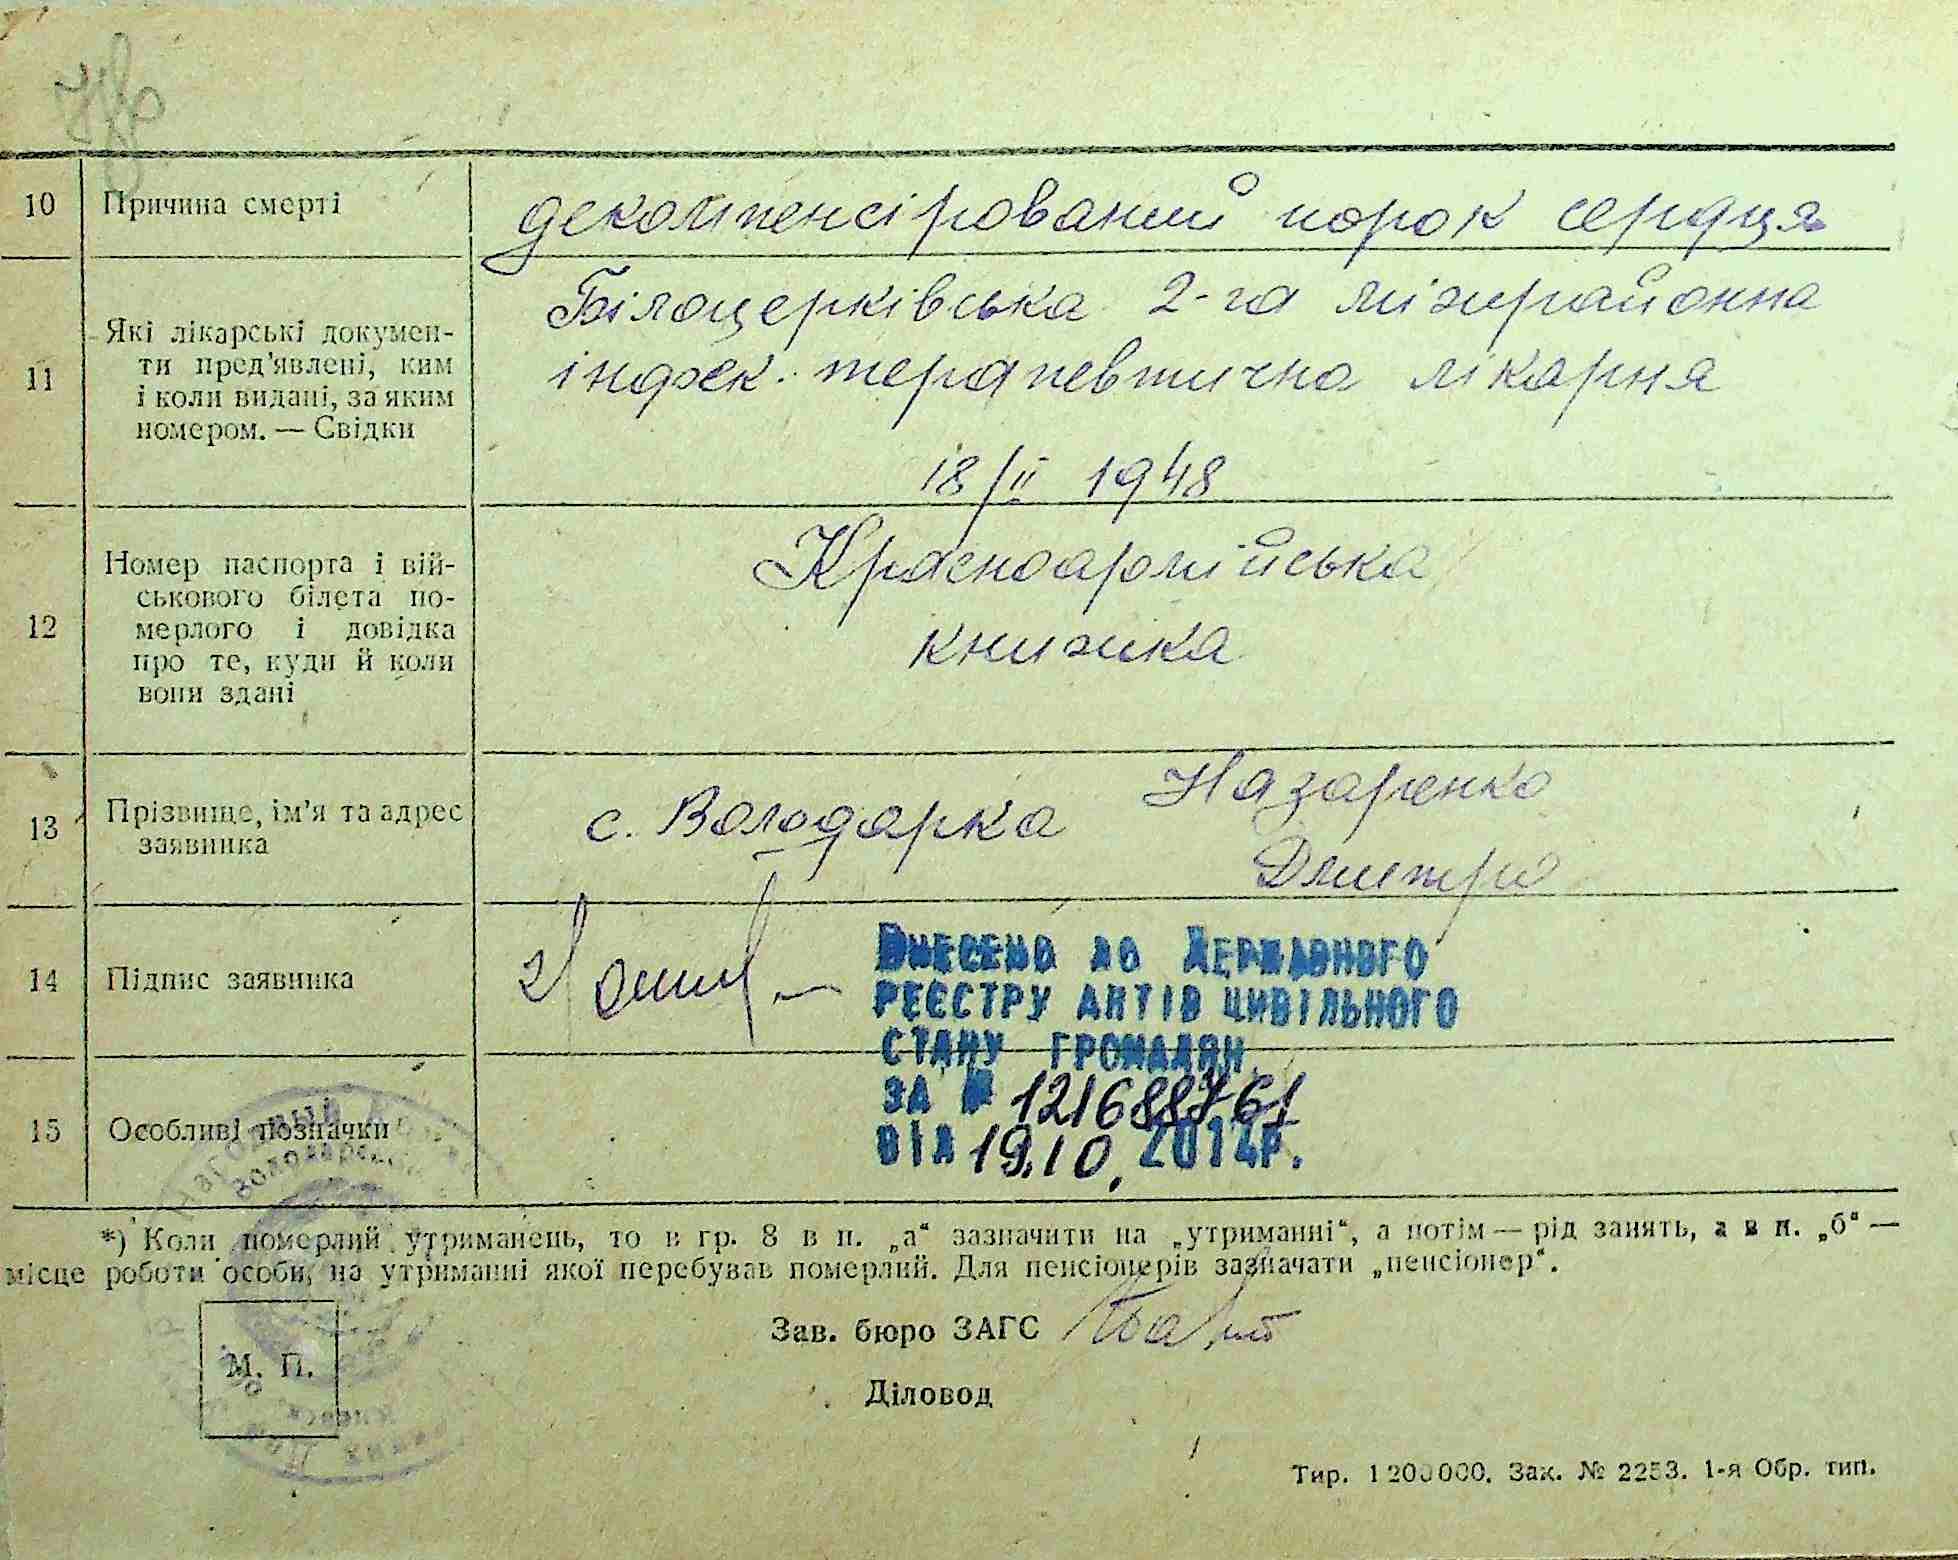 10 Причина смерті декомпенсірований порок серця
11 Які лікарські докумен-
ти пред'явлені, ким
і коли видані, за яким
номером. — Свідки
Білоцерківська 2-га міжрайонна
інфек. терапевтична лікарня
18/II 1948
12 Номер паспорта і вій-
ськового білета по-
мерлого і довідка
про те, куди й коли
вони здані
Красноармійська
книжка
13 Прізвище, ім'я та адрес
заявника
с. Володарка Назаренко
Дмитро
14 Підпис заявника
Внесено до Державного
реєстру актів цивільного
стану громадян
за № 121688761
від 19.10. 2012р.
15 Особливі позначки
*) Коли померлий утриманець, то в гр. 8 в п. „а“ зазначити на „утриманні“, а потім — рід занять, а в п. „б“ —
місце роботи особи, на утриманні якої перебував померлий. Для пенсіонерів зазначати „пенсіонер“.
Зав. бюро ЗАГС
М. П.
Діловод
Тир. 1200000. Зак. № 2253. 1-я Обр. тип.